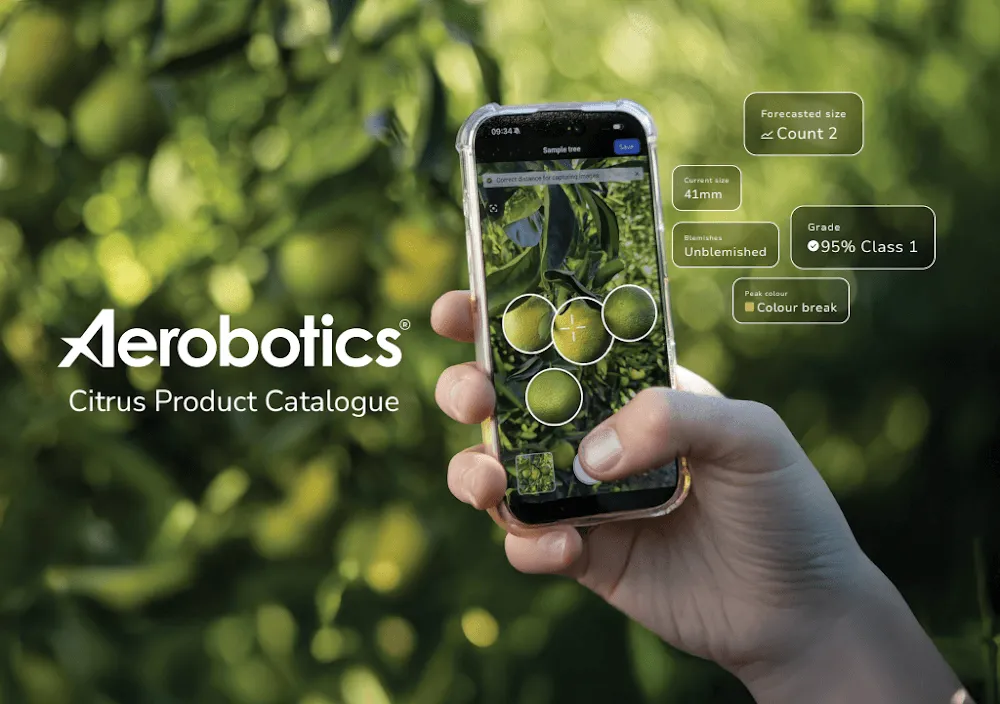 Aerobotics®
Citrus Product Catalogue
09:34
Sample tree
Save
Correct distance for capturing images
Forecasted size
Count 2
Current size
41mm
Blemishes
Unblemished
Grade
95% Class 1
Peak colour
Colour break